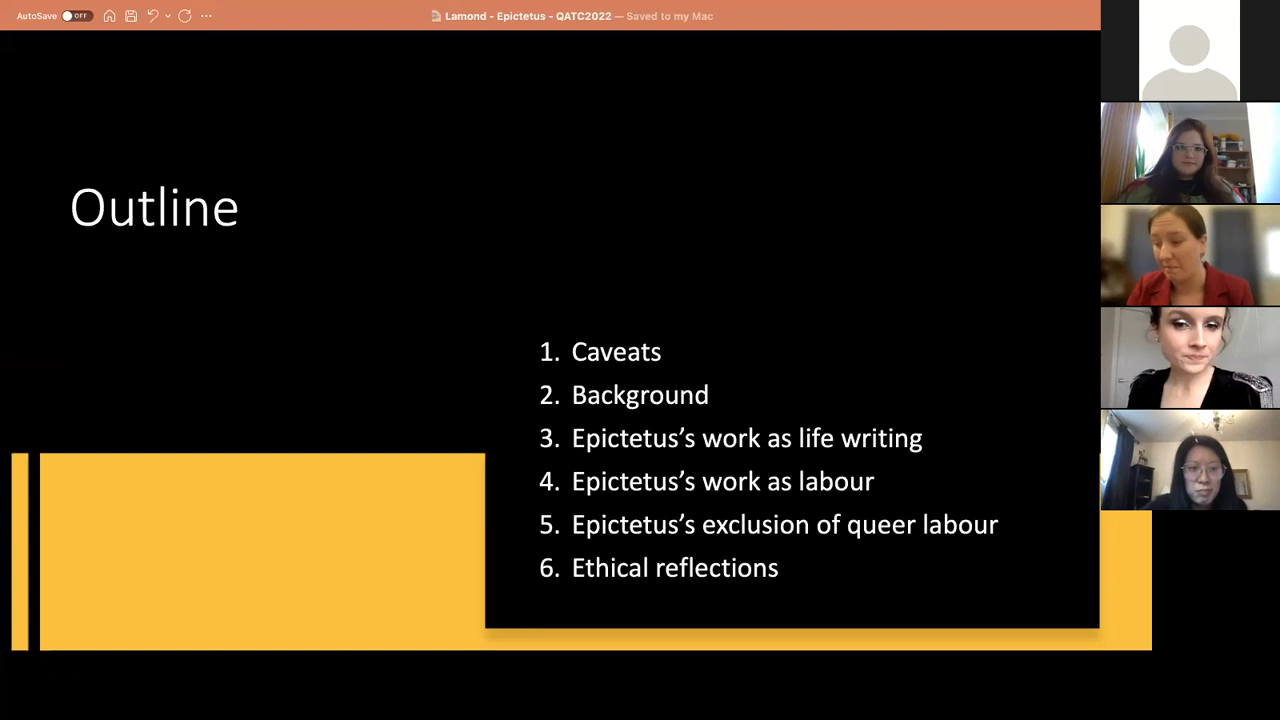 AutoSave OFF
Lamond - Epictetus - QATC2022 — Saved to my Mac
Outline
1. Caveats
2. Background
3. Epictetus’s work as life writing
4. Epictetus’s work as labour
5. Epictetus’s exclusion of queer labour
6. Ethical reflections